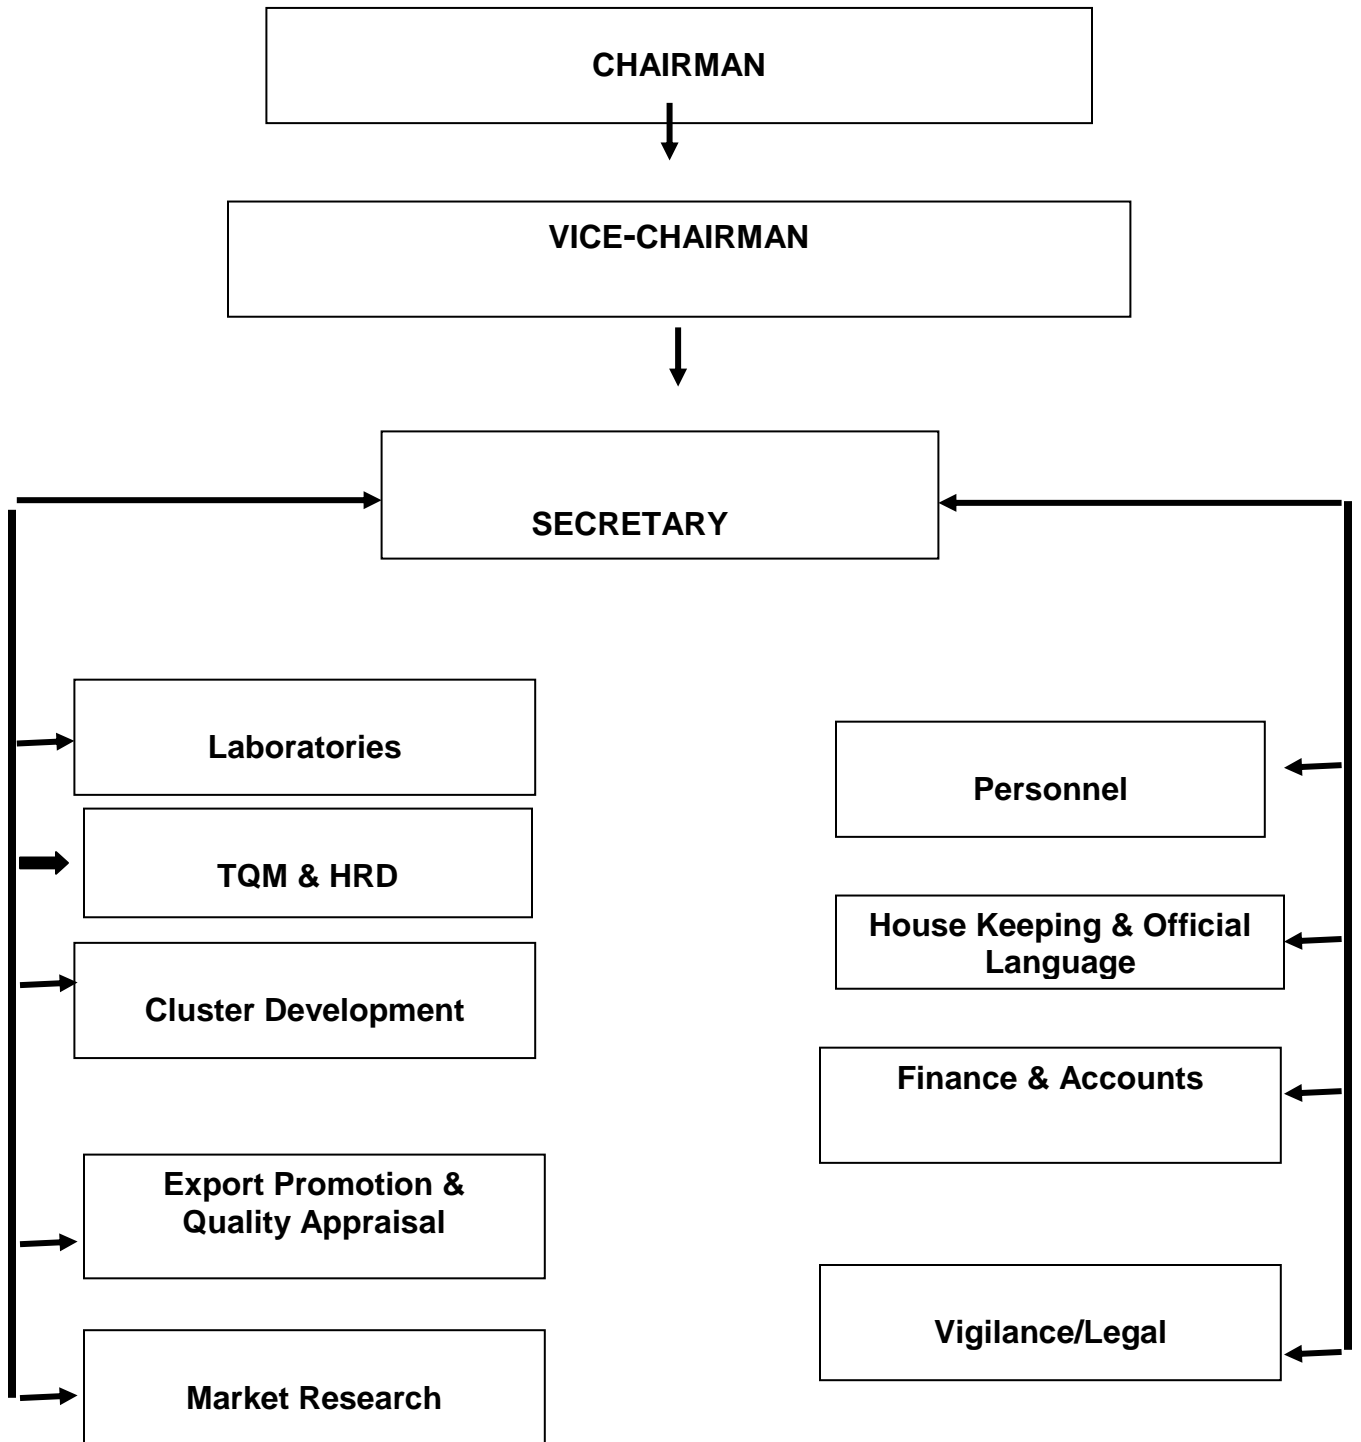 CHAIRMAN
VICE-CHAIRMAN
SECRETARY
Laboratories
TQM & HRD
Cluster Development
Export Promotion &
Quality Appraisal
Market Research
Personnel
House Keeping & Official
Language
Finance & Accounts
Vigilance/Legal